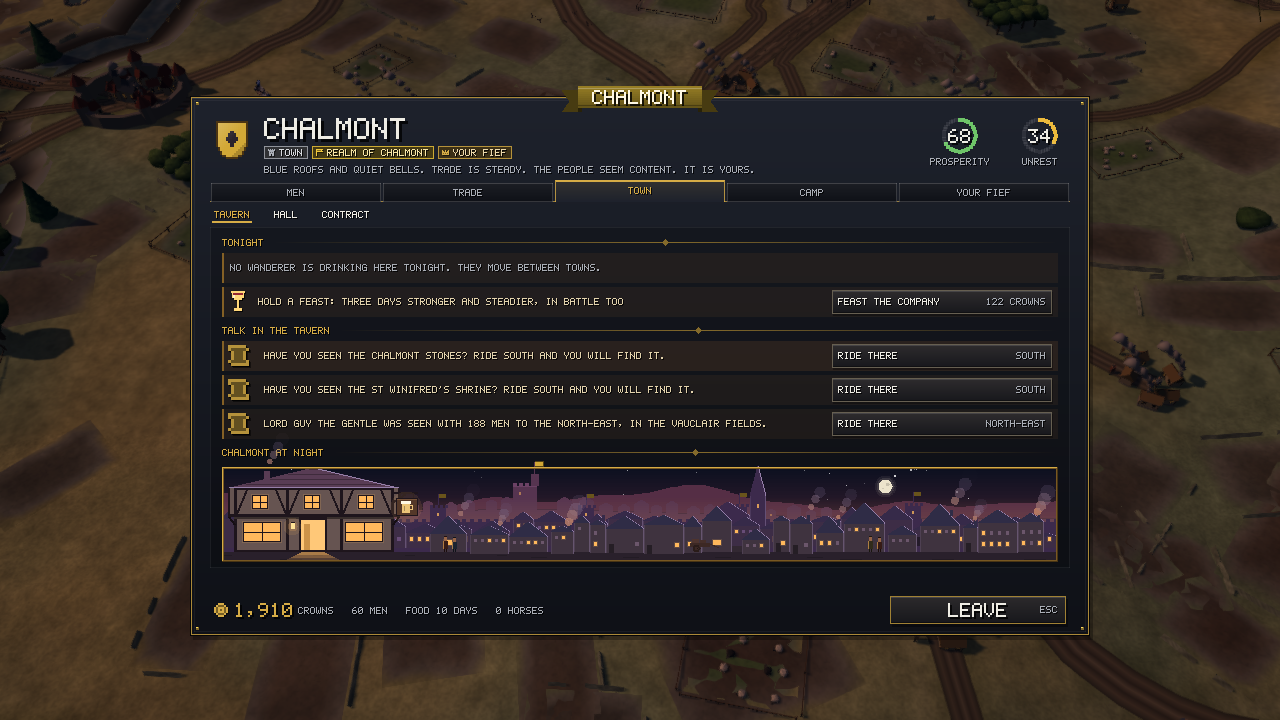 CHALMONT
CHALMONT
TOWN REALM OF CHALMONT YOUR FIEF
BLUE ROOFS AND QUIET BELLS. TRADE IS STEADY. THE PEOPLE SEEM CONTENT. IT IS YOURS.
68 PROSPERITY
34 UNREST
MEN TRADE TOWN CAMP YOUR FIEF
TAVERN HALL CONTRACT
TONIGHT
NO WANDERER IS DRINKING HERE TONIGHT. THEY MOVE BETWEEN TOWNS.
HOLD A FEAST: THREE DAYS STRONGER AND STEADIER, IN BATTLE TOO FEAST THE COMPANY 122 CROWNS
TALK IN THE TAVERN
HAVE YOU SEEN THE CHALMONT STONES? RIDE SOUTH AND YOU WILL FIND IT. RIDE THERE SOUTH
HAVE YOU SEEN THE ST WINIFRED'S SHRINE? RIDE SOUTH AND YOU WILL FIND IT. RIDE THERE SOUTH
LORD GUY THE GENTLE WAS SEEN WITH 188 MEN TO THE NORTH-EAST, IN THE VAUCLAIR FIELDS. RIDE THERE NORTH-EAST
CHALMONT AT NIGHT
1,910 CROWNS 60 MEN FOOD 10 DAYS 0 HORSES LEAVE ESC